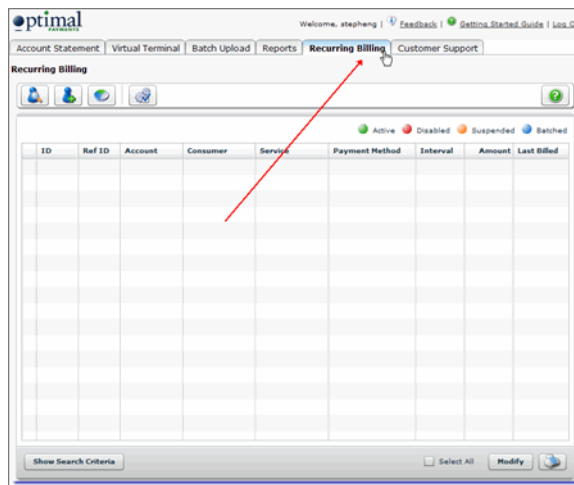 optimal
PAYMENTS
Welcome, stepheng | Feedback | Getting Started Guide | Log O
Account Statement Virtual Terminal Batch Upload Reports Recurring Billing Customer Support
Recurring Billing
Active Disabled Suspended Batched
ID Ref ID Account Consumer Service Payment Method Interval Amount Last Billed
Show Search Criteria Select All Modify